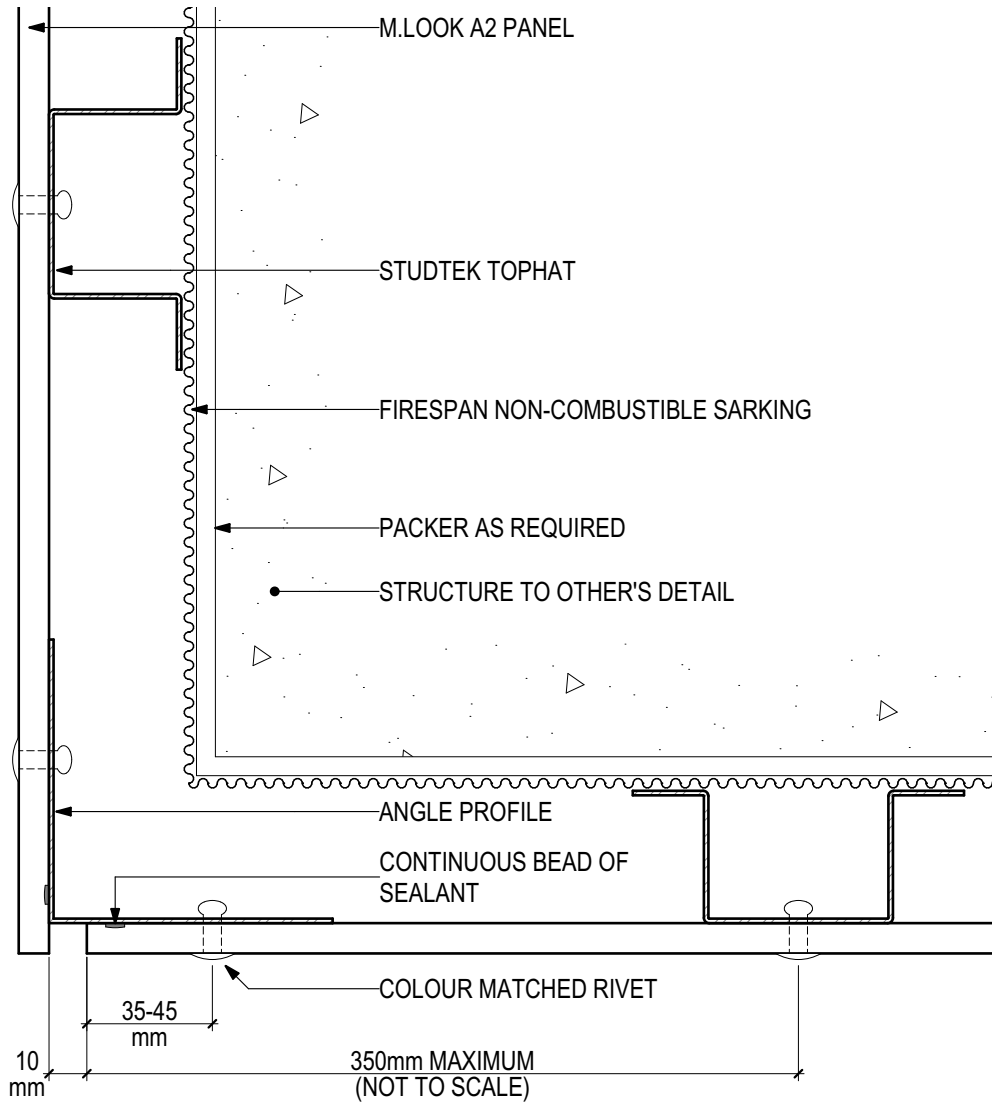 M.LOOK A2 PANEL
STUDTEK TOPHAT
FIRESPAN NON-COMBUSTIBLE SARKING
PACKER AS REQUIRED
STRUCTURE TO OTHER'S DETAIL
ANGLE PROFILE
CONTINUOUS BEAD OF
SEALANT
COLOUR MATCHED RIVET
35-45
mm
10
mm
350mm MAXIMUM
(NOT TO SCALE)